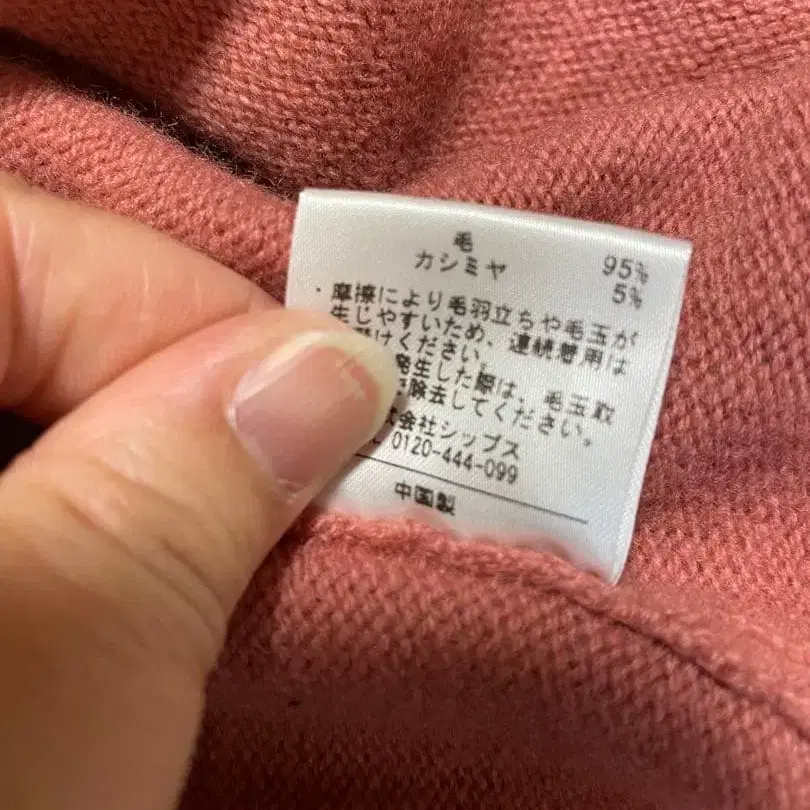 毛 95%
カシミヤ 5%
・摩擦により毛羽立ちや毛玉が
生じやすいため、連続着用は
けください。
発生した際は、毛玉取
除去してください。
式会社シップス
0120-444-099
中国製